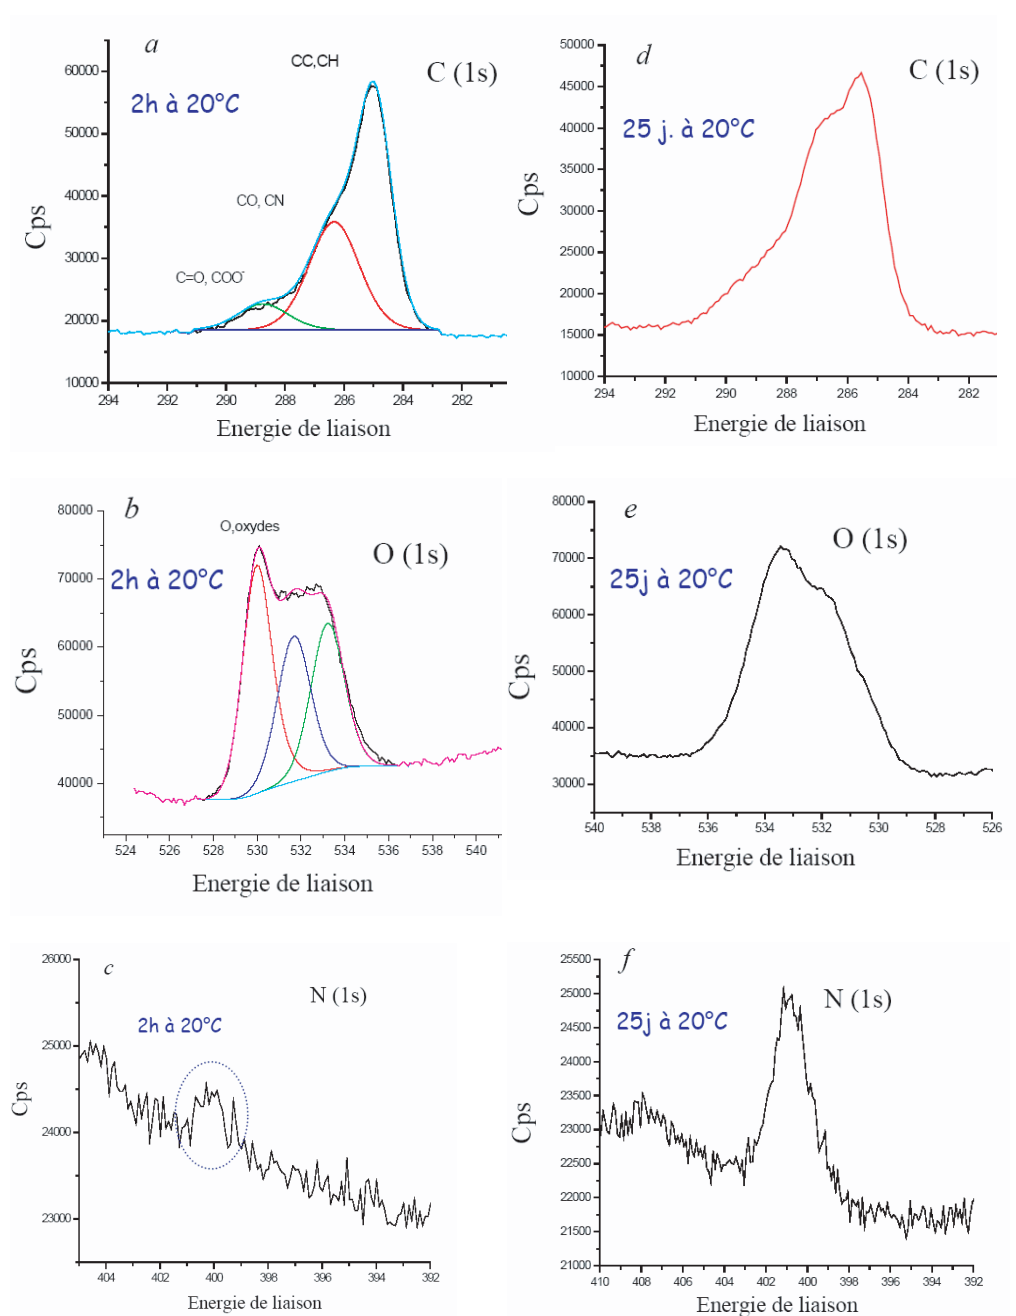 a
CC,CH
C (1s)
2h à 20°C
CO, CN
C=O, COO⁻
Cps
60000
50000
40000
30000
20000
10000
294 292 290 288 286 284 282
Energie de liaison
d
C (1s)
25 j. à 20°C
Cps
50000
45000
40000
35000
30000
25000
20000
15000
10000
294 292 290 288 286 284 282
Energie de liaison
b
O,oxydes
O (1s)
2h à 20°C
Cps
80000
70000
60000
50000
40000
524 526 528 530 532 534 536 538 540
Energie de liaison
e
O (1s)
25j à 20°C
Cps
80000
70000
60000
50000
40000
30000
540 538 536 534 532 530 528 526
Energie de liaison
c
N (1s)
2h à 20°C
Cps
26000
25000
24000
23000
404 402 400 398 396 394 392
Energie de liaison
f
N (1s)
25j à 20°C
Cps
25500
25000
24500
24000
23500
23000
22500
22000
21500
21000
410 408 406 404 402 400 398 396 394 392
Energie de liaison